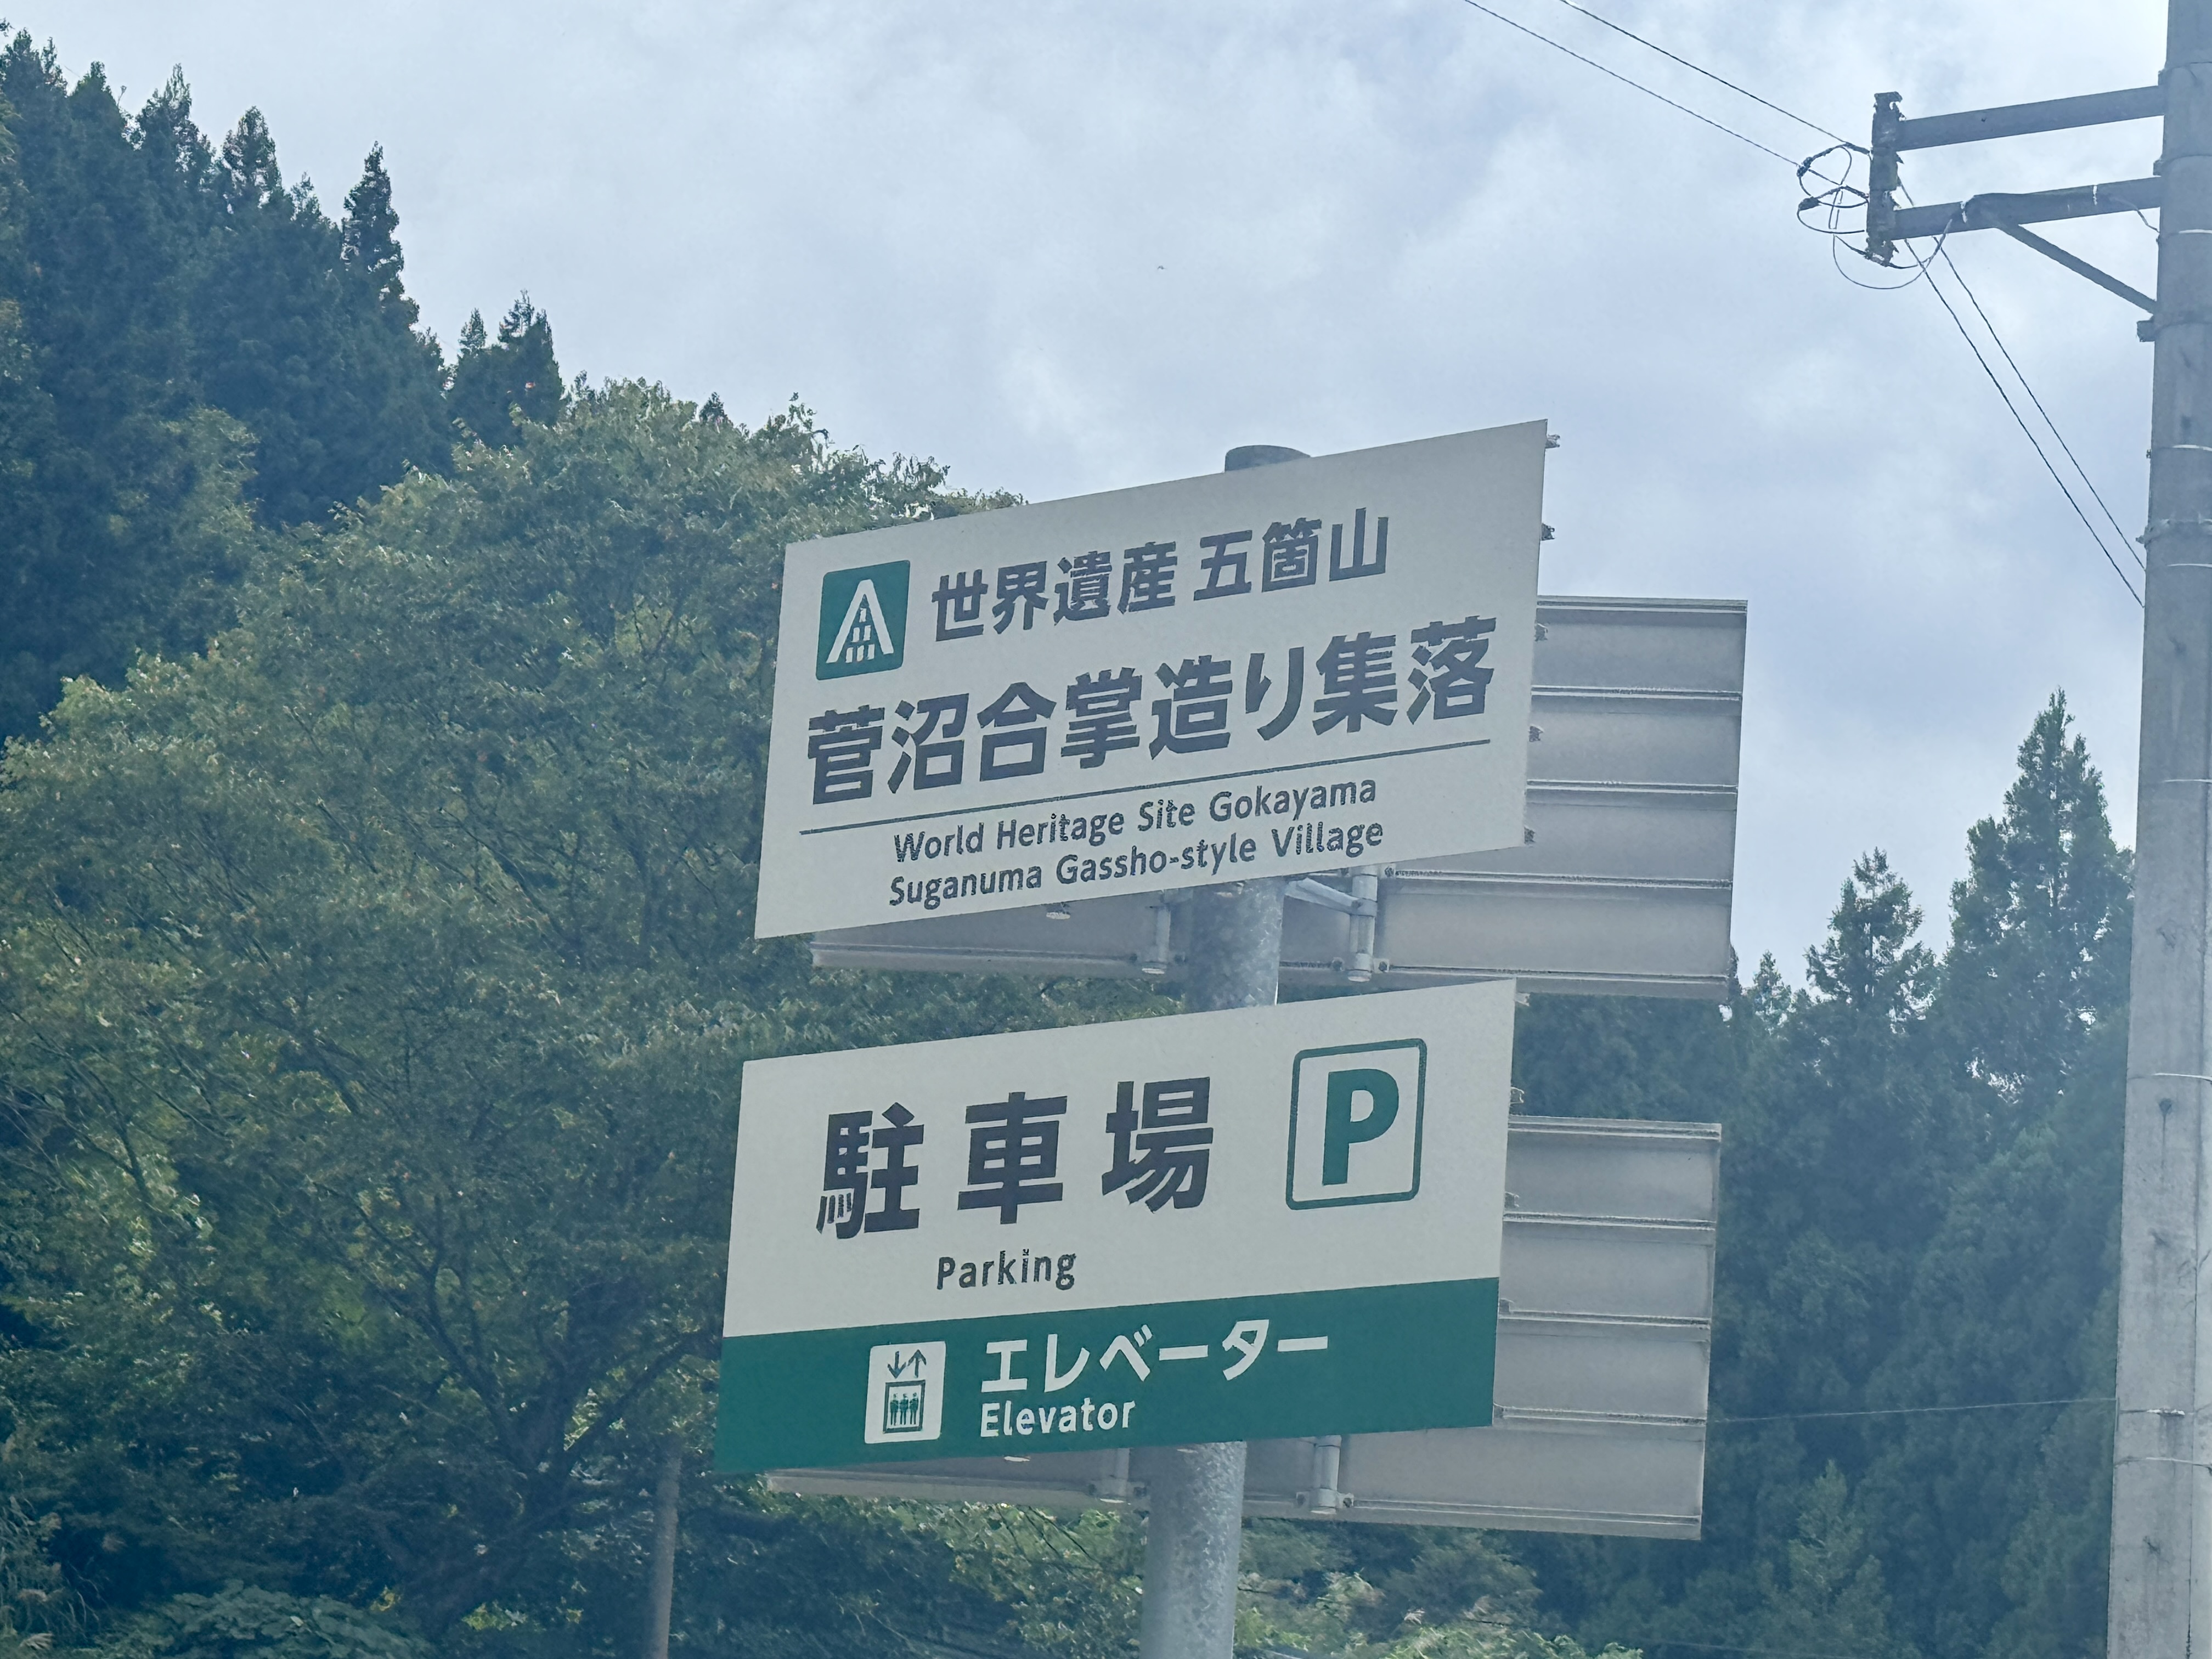 世界遺産 五箇山
菅沼合掌造り集落
World Heritage Site Gokayama
Suganuma Gassho-style Village
駐車場 P
Parking
エレベーター
Elevator